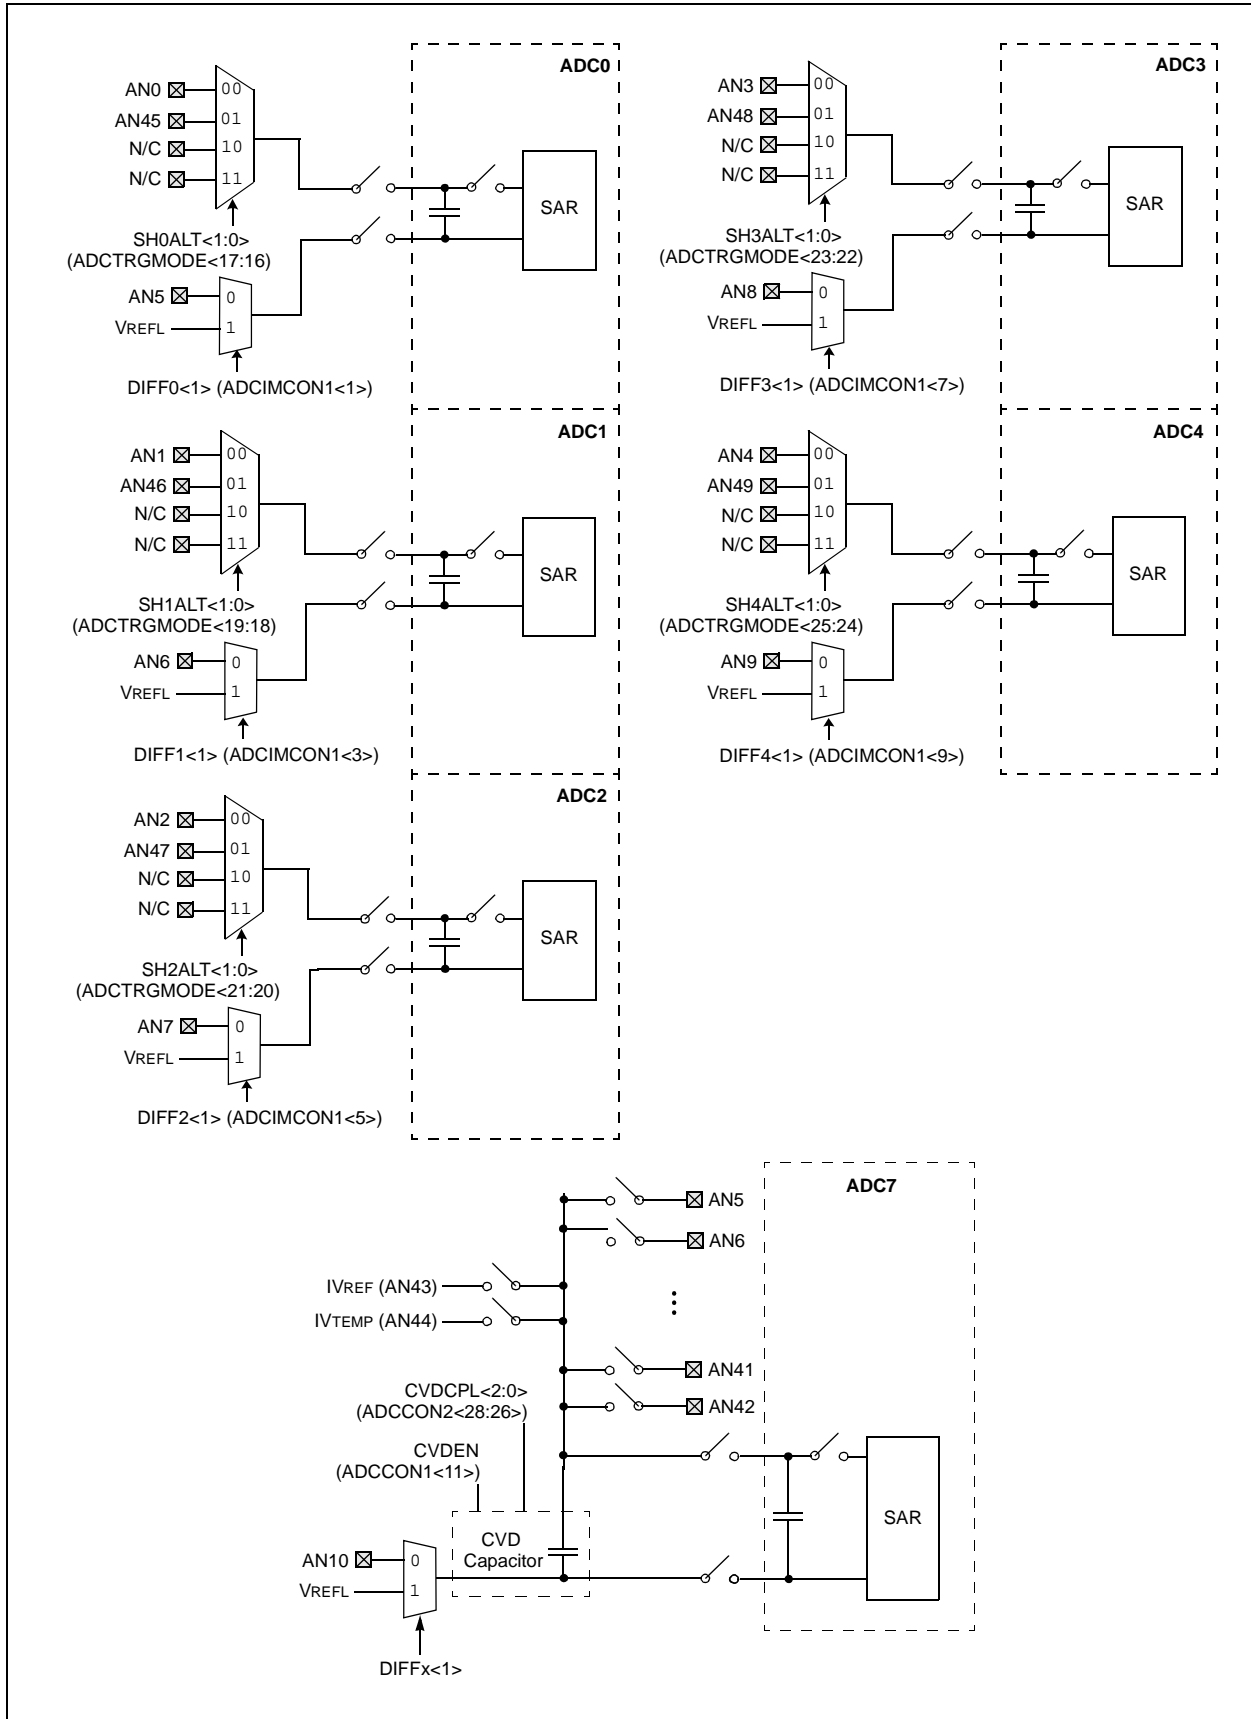 ADC0
AN0
00
AN45
01
N/C
10
N/C
11
SAR
SH0ALT<1:0>
(ADCTRGMODE<17:16)
AN5
0
VREFL
1
DIFF0<1> (ADCIMCON1<1>)
ADC3
AN3
00
AN48
01
N/C
10
N/C
11
SAR
SH3ALT<1:0>
(ADCTRGMODE<23:22)
AN8
0
VREFL
1
DIFF3<1> (ADCIMCON1<7>)
ADC1
AN1
00
AN46
01
N/C
10
N/C
11
SAR
SH1ALT<1:0>
(ADCTRGMODE<19:18)
AN6
0
VREFL
1
DIFF1<1> (ADCIMCON1<3>)
ADC4
AN4
00
AN49
01
N/C
10
N/C
11
SAR
SH4ALT<1:0>
(ADCTRGMODE<25:24)
AN9
0
VREFL
1
DIFF4<1> (ADCIMCON1<9>)
ADC2
AN2
00
AN47
01
N/C
10
N/C
11
SAR
SH2ALT<1:0>
(ADCTRGMODE<21:20)
AN7
0
VREFL
1
DIFF2<1> (ADCIMCON1<5>)
ADC7
AN5
AN6
IVREF (AN43)
IVTEMP (AN44)
AN41
AN42
CVDCPL<2:0>
(ADCCON2<28:26>)
CVDEN
(ADCCON1<11>)
SAR
CVD
Capacitor
AN10
0
VREFL
1
DIFFx<1>